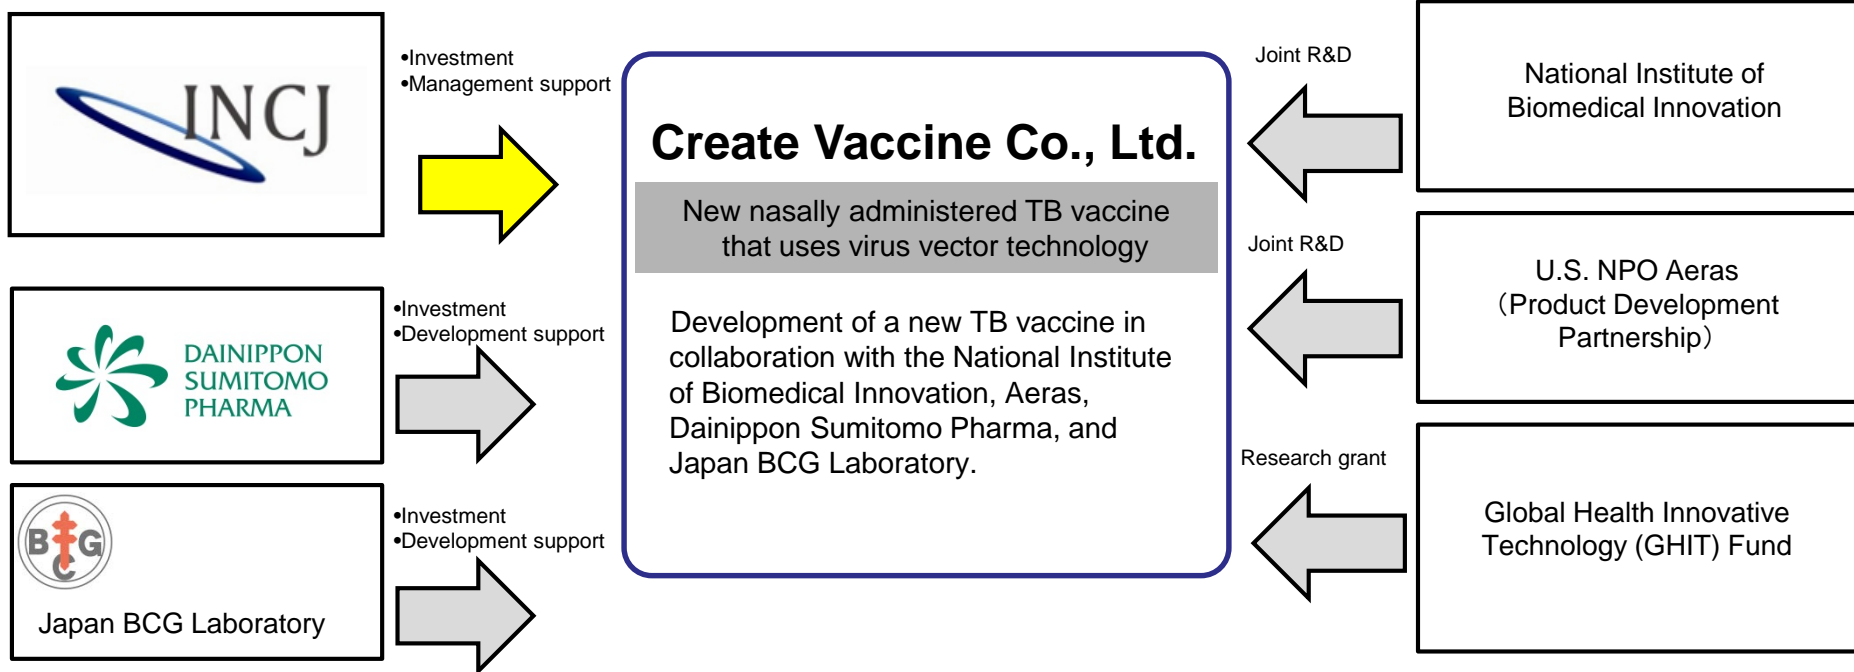 INCJ
•Investment
•Management support
DAINIPPON
SUMITOMO
PHARMA
•Investment
•Development support
B C G
Japan BCG Laboratory
•Investment
•Development support
Create Vaccine Co., Ltd.
New nasally administered TB vaccine
that uses virus vector technology
Development of a new TB vaccine in
collaboration with the National Institute
of Biomedical Innovation, Aeras,
Dainippon Sumitomo Pharma, and
Japan BCG Laboratory.
Joint R&D
National Institute of
Biomedical Innovation
Joint R&D
U.S. NPO Aeras
（Product Development
Partnership）
Research grant
Global Health Innovative
Technology (GHIT) Fund